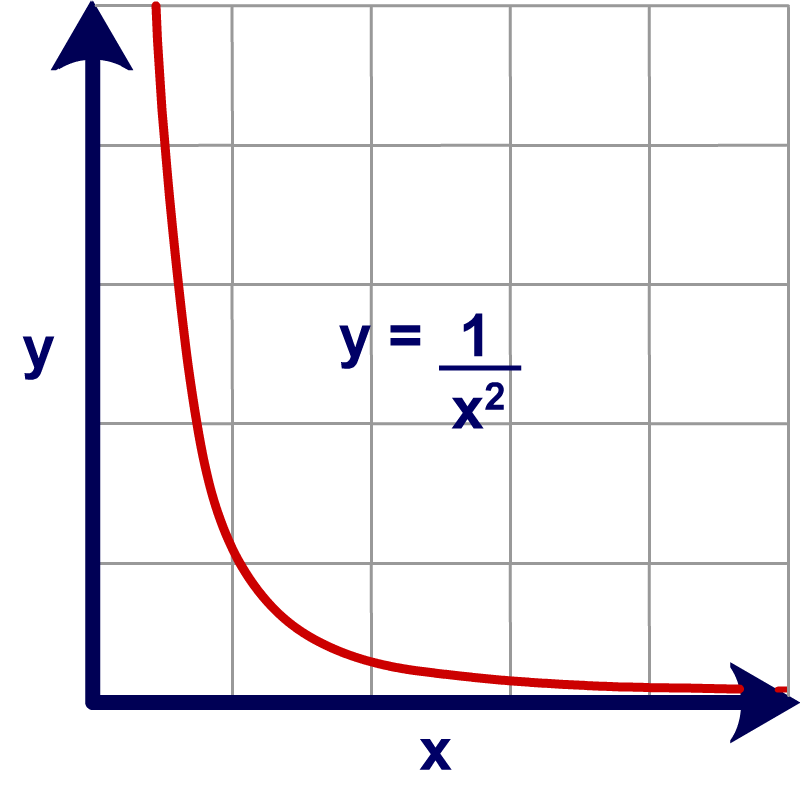 y
y = 1
x²
x